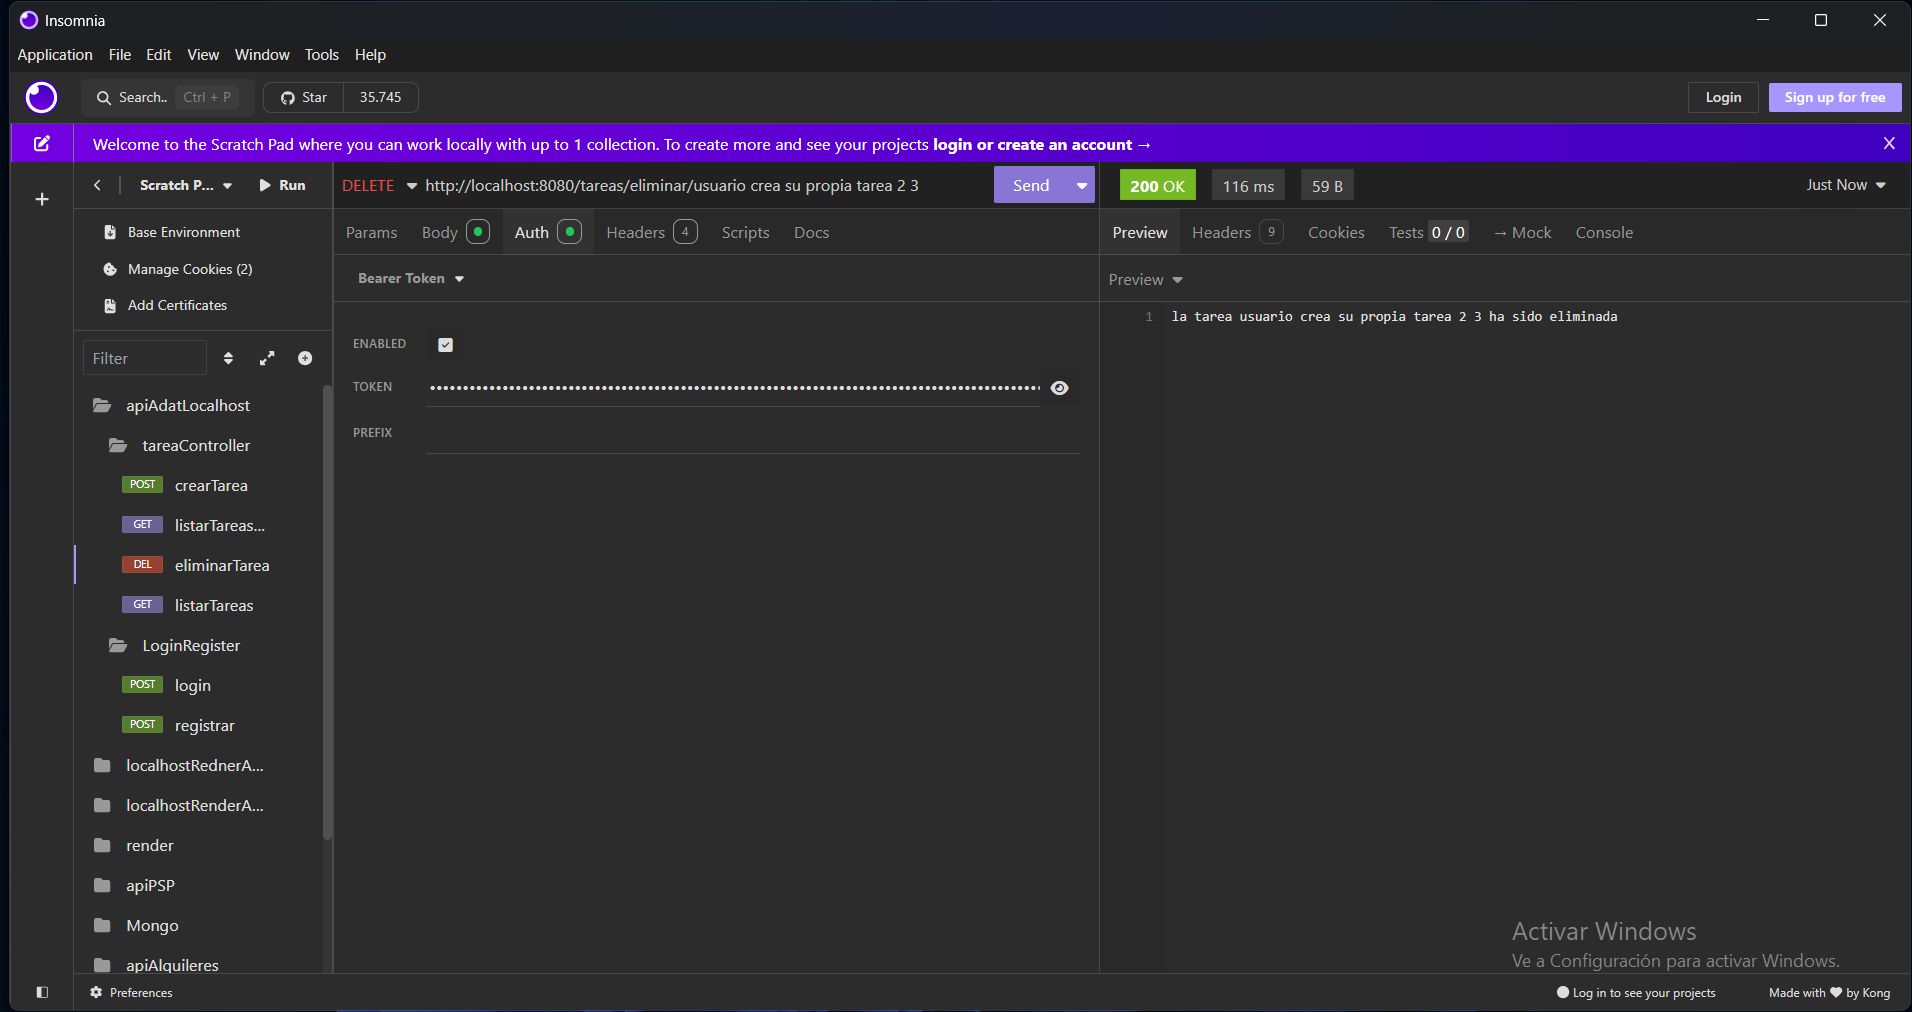 Insomnia
Application File Edit View Window Tools Help
Search.. Ctrl + P Star 35.745 Login Sign up for free
Welcome to the Scratch Pad where you can work locally with up to 1 collection. To create more and see your projects login or create an account → X
Scratch P... Run
DELETE http://localhost:8080/tareas/eliminar/usuario crea su propia tarea 2 3 Send
200 OK 116 ms 59 B Just Now
Base Environment
Manage Cookies (2)
Add Certificates
Filter
apiAdatLocalhost
tareaController
POST crearTarea
GET listarTareas...
DEL eliminarTarea
GET listarTareas
LoginRegister
POST login
POST registrar
localhostRednerA...
localhostRenderA...
render
apiPSP
Mongo
apiAlquileres
Params Body Auth Headers 4 Scripts Docs
Bearer Token
ENABLED
TOKEN
PREFIX
Preview Headers 9 Cookies Tests 0 / 0 → Mock Console
Preview
1 la tarea usuario crea su propia tarea 2 3 ha sido eliminada
Activar Windows
Ve a Configuración para activar Windows.
Preferences
Log in to see your projects
Made with ❤ by Kong